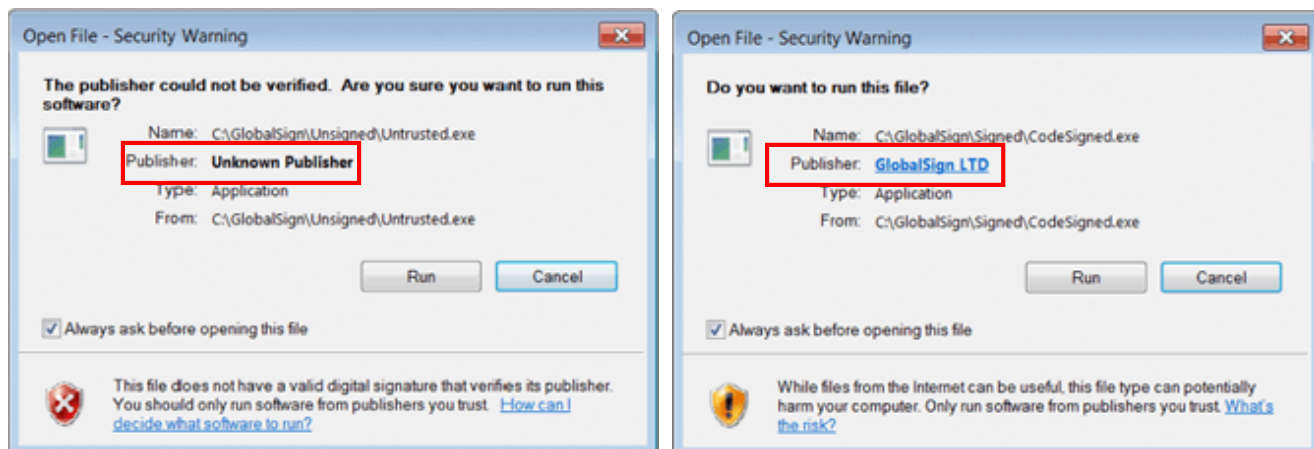 Open File - Security Warning
The publisher could not be verified. Are you sure you want to run this
software?
Name: C:\GlobalSign\Unsigned\Untrusted.exe
Publisher: Unknown Publisher
Type: Application
From: C:\GlobalSign\Unsigned\Untrusted.exe
Run Cancel
Always ask before opening this file
This file does not have a valid digital signature that verifies its publisher.
You should only run software from publishers you trust. How can I
decide what software to run?
Open File - Security Warning
Do you want to run this file?
Name: C:\GlobalSign\Signed\CodeSigned.exe
Publisher: GlobalSign LTD
Type: Application
From: C:\GlobalSign\Signed\CodeSigned.exe
Run Cancel
Always ask before opening this file
While files from the Internet can be useful, this file type can potentially
harm your computer. Only run software from publishers you trust. What's
the risk?